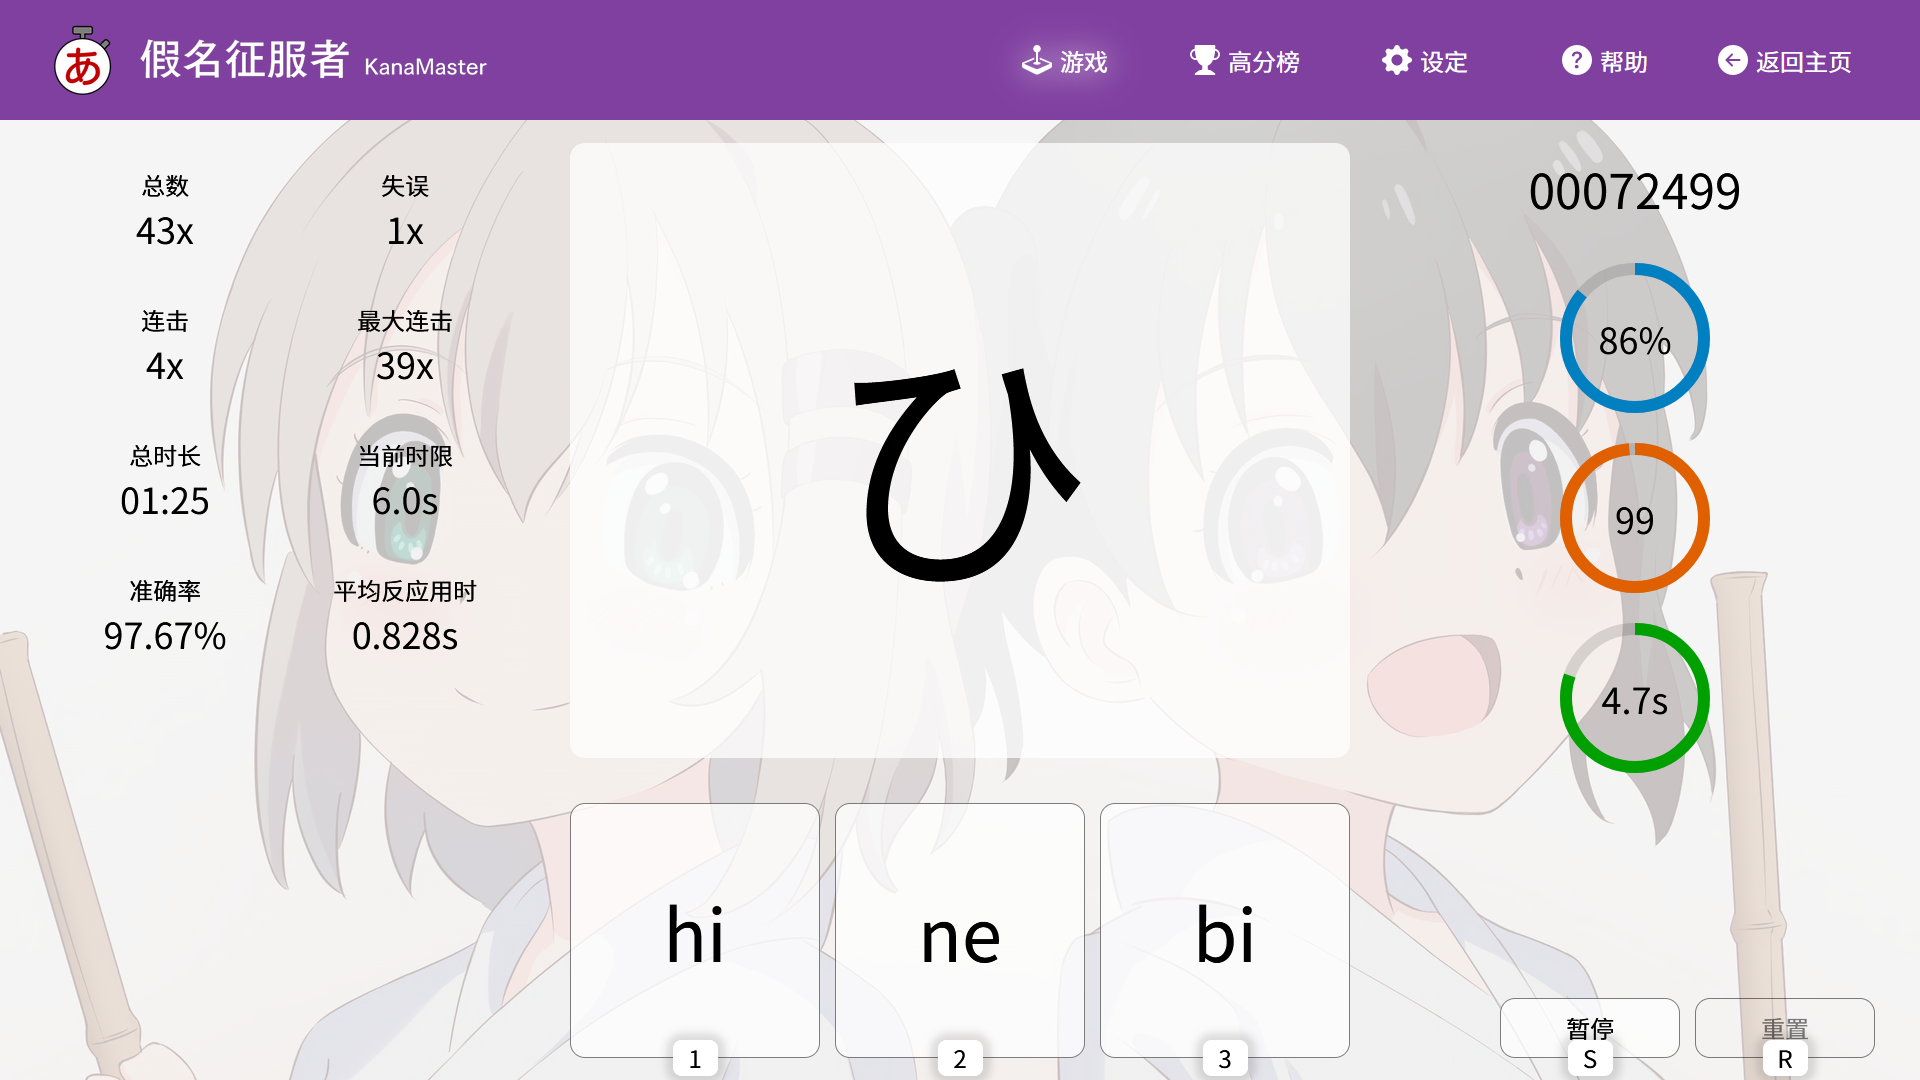 あ
假名征服者 KanaMaster
游戏
高分榜
设定
? 帮助
返回主页
总数
43x
失误
1x
连击
4x
最大连击
39x
总时长
01:25
当前时限
6.0s
准确率
97.67%
平均反应用时
0.828s
ひ
00072499
86%
99
4.7s
hi
1
ne
2
bi
3
暂停
S
重置
R